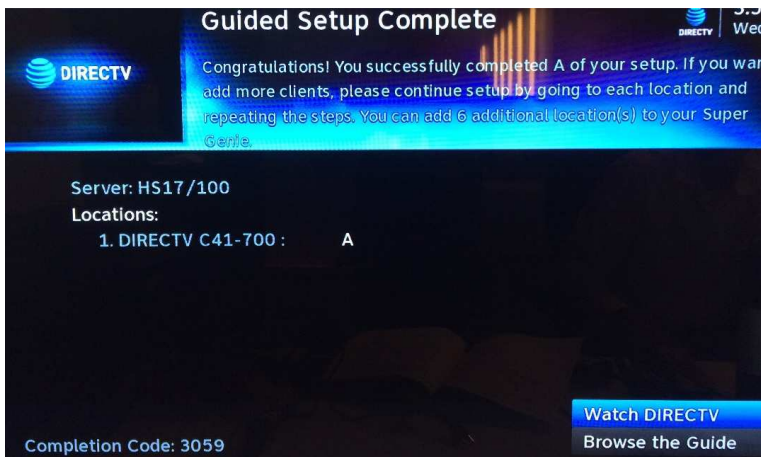 Guided Setup Complete
DIRECTV
We
DIRECTV
Congratulations! You successfully completed A of your setup. If you
add more clients, please continue setup by going to each location and
repeating the steps. You can add 6 additional location(s) to your Super
Genie.
Server: HS17/100
Locations:
1. DIRECTV C41-700 : A
Watch DIRECTV
Browse the Guide
Completion Code: 3059